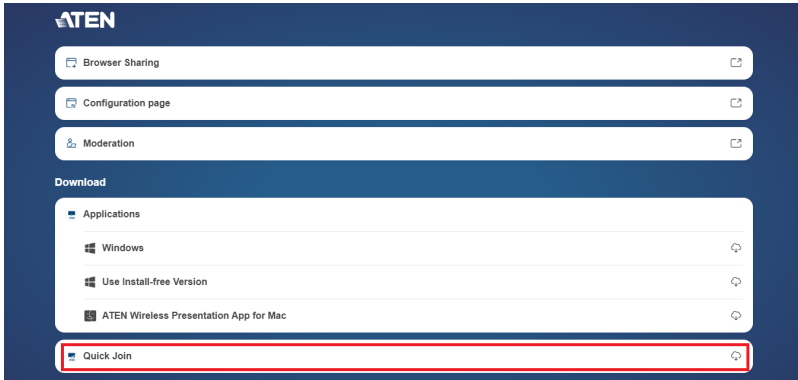 ATEN
Browser Sharing
Configuration page
Moderation
Download
Applications
Windows
Use Install-free Version
ATEN Wireless Presentation App for Mac
Quick Join